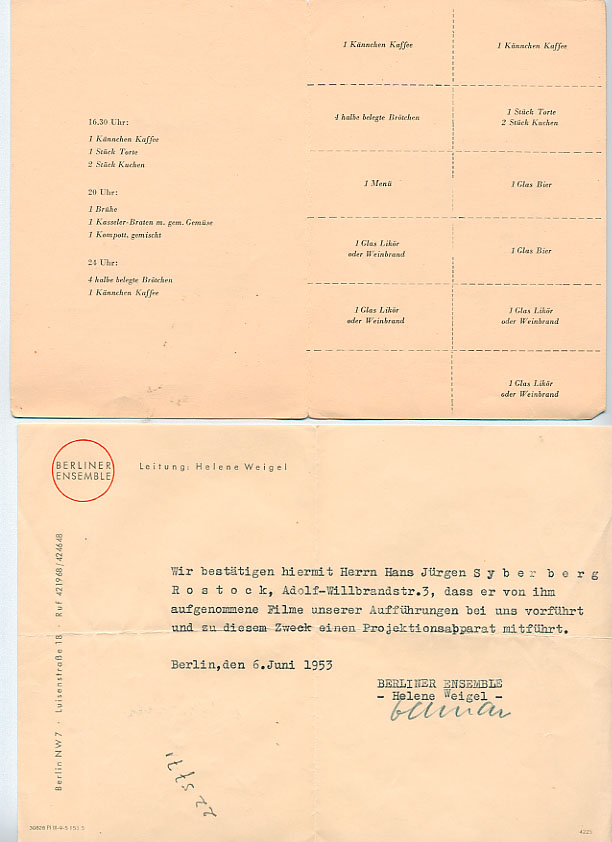 16.30 Uhr:
1 Kännchen Kaffee
1 Stück Torte
2 Stück Kuchen
20 Uhr:
1 Brühe
1 Kasseler-Braten m. gem. Gemüse
1 Kompott, gemischt
24 Uhr:
4 halbe belegte Brötchen
1 Kännchen Kaffee
1 Kännchen Kaffee
1 Kännchen Kaffee
4 halbe belegte Brötchen
1 Stück Torte
2 Stück Kuchen
1 Menü
1 Glas Bier
1 Glas Likör
oder Weinbrand
1 Glas Bier
1 Glas Likör
oder Weinbrand
1 Glas Likör
oder Weinbrand
1 Glas Likör
oder Weinbrand
BERLINER
ENSEMBLE
Leitung: Helene Weigel
Berlin NW 7 · Luisenstraße 18 · Ruf 421968/424648
Wir bestätigen hiermit Herrn Hans Jürgen S y b e r b e r g
R o s t o c k, Adolf-Willbrandstr.3, dass er von ihm
aufgenommene Filme unserer Aufführungen bei uns vorführt
und zu diesem Zweck einen Projektionsapparat mitführt.
Berlin,den 6.Juni 1953
BERLINER ENSEMBLE
- Helene Weigel -